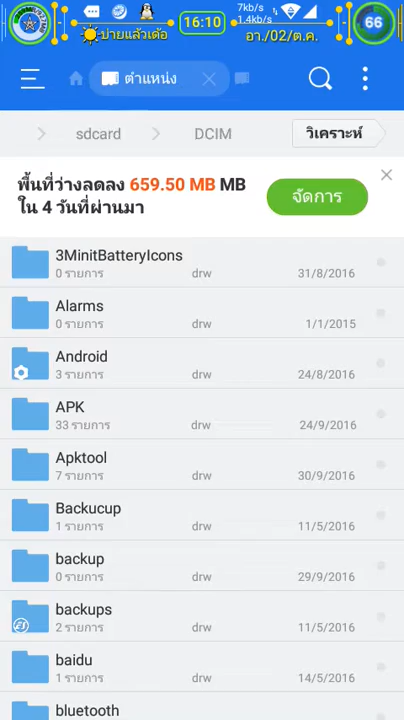 7kb/s
1.4kb/s
16:10
66
บ่ายแล้วเด้อ
อา./02/ต.ค.
ตำแหน่ง
sdcard
DCIM
วิเคราะห์
พื้นที่ว่างลดลง 659.50 MB MB
ใน 4 วันที่ผ่านมา
จัดการ
3MinitBatteryIcons
0 รายการ drw 31/8/2016
Alarms
0 รายการ drw 1/1/2015
Android
3 รายการ drw 24/8/2016
APK
33 รายการ drw 24/9/2016
Apktool
7 รายการ drw 30/9/2016
Backucup
1 รายการ drw 11/5/2016
backup
0 รายการ drw 29/9/2016
backups
2 รายการ drw 11/5/2016
baidu
1 รายการ drw 14/5/2016
bluetooth